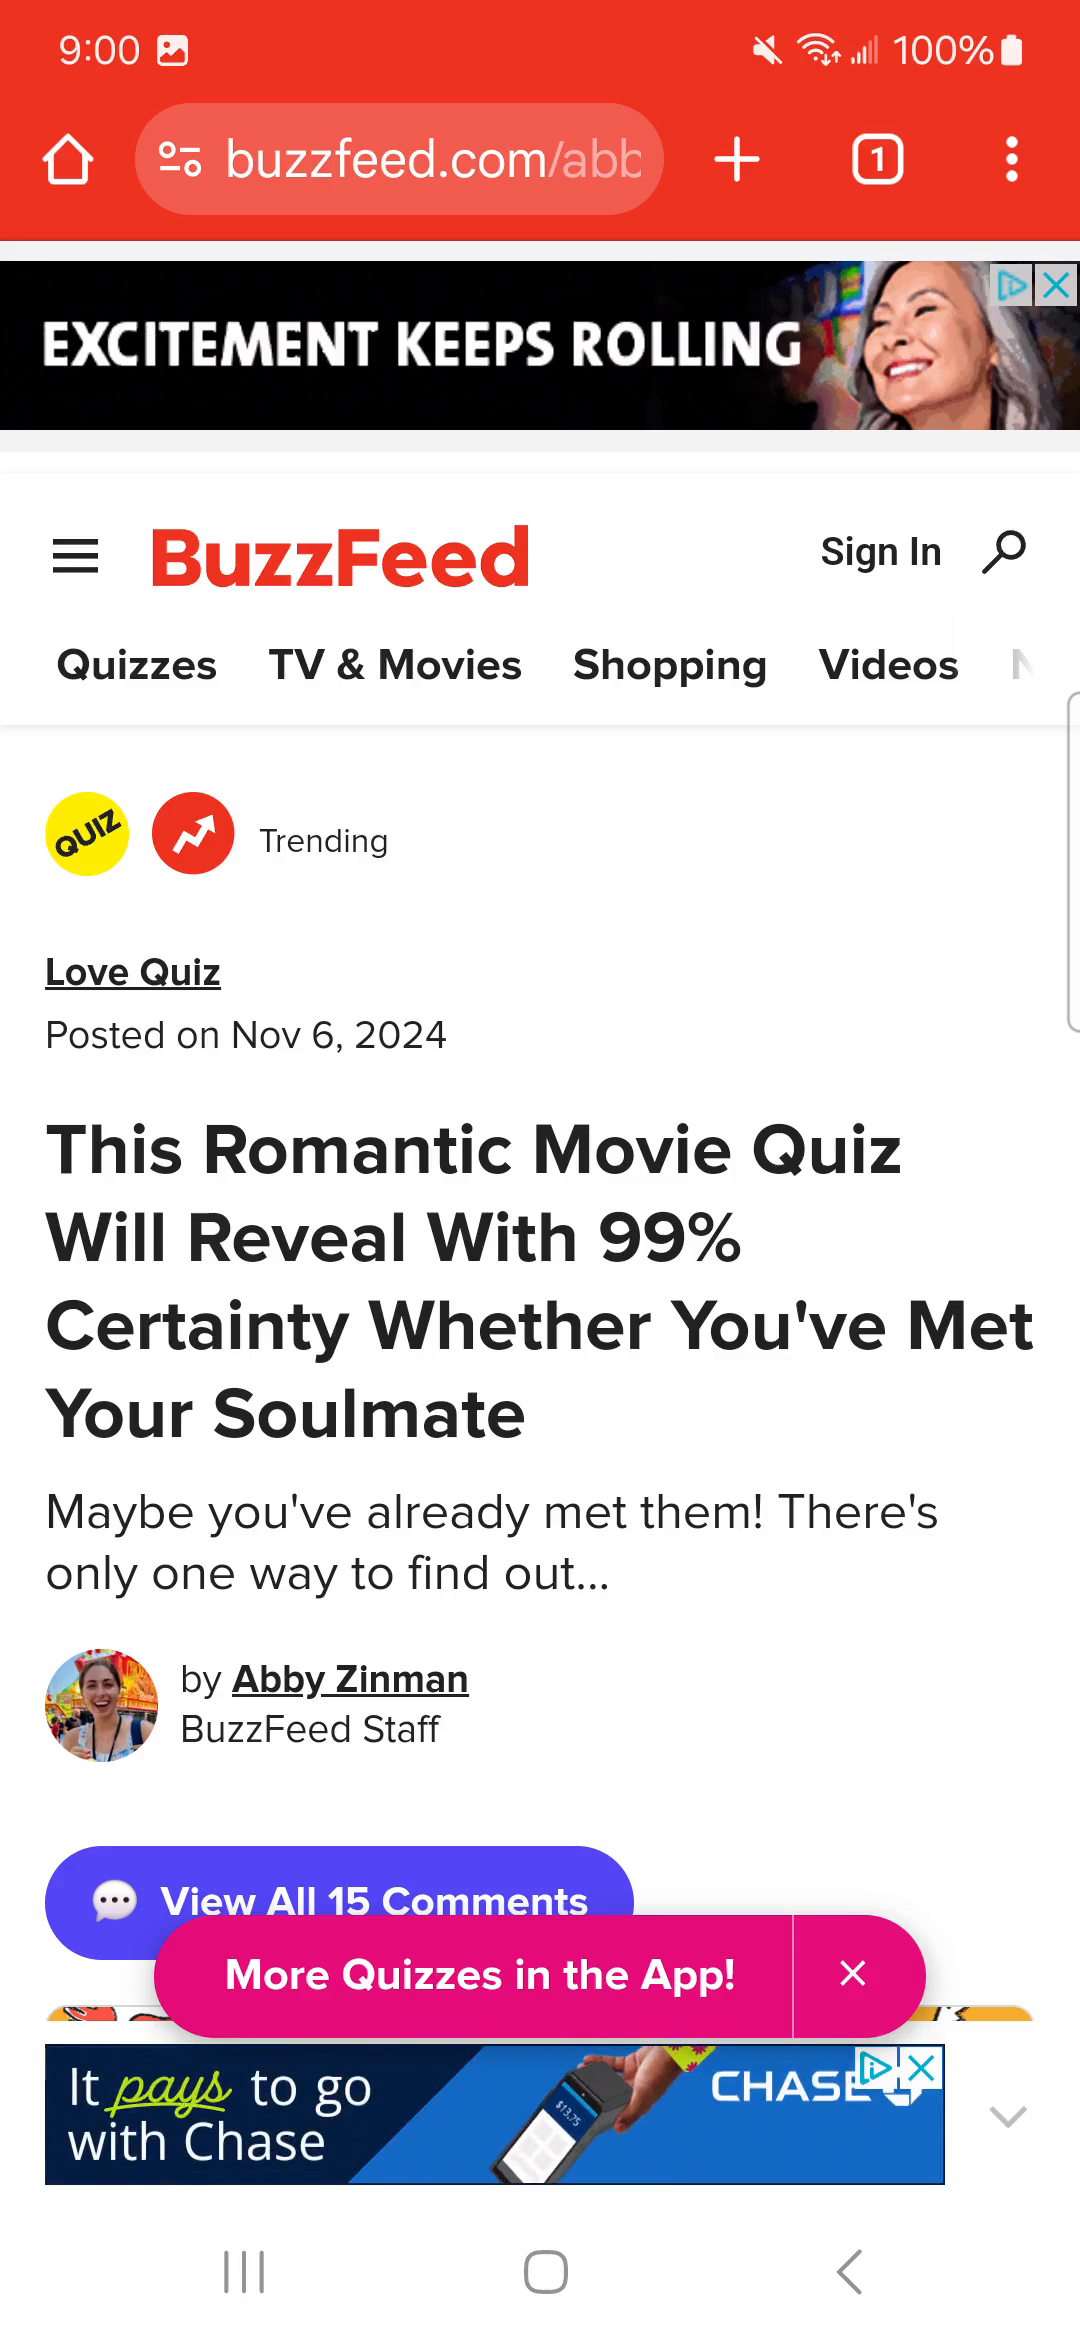 9:00 100%
buzzfeed.com/abb 1
EXCITEMENT KEEPS ROLLING
BuzzFeed Sign In
Quizzes TV & Movies Shopping Videos N
QUIZ Trending
Love Quiz
Posted on Nov 6, 2024
This Romantic Movie Quiz
Will Reveal With 99%
Certainty Whether You've Met
Your Soulmate
Maybe you've already met them! There's
only one way to find out...
by Abby Zinman
BuzzFeed Staff
View All 15 Comments
More Quizzes in the App!
It pays to go
with Chase
$13.75
CHASE